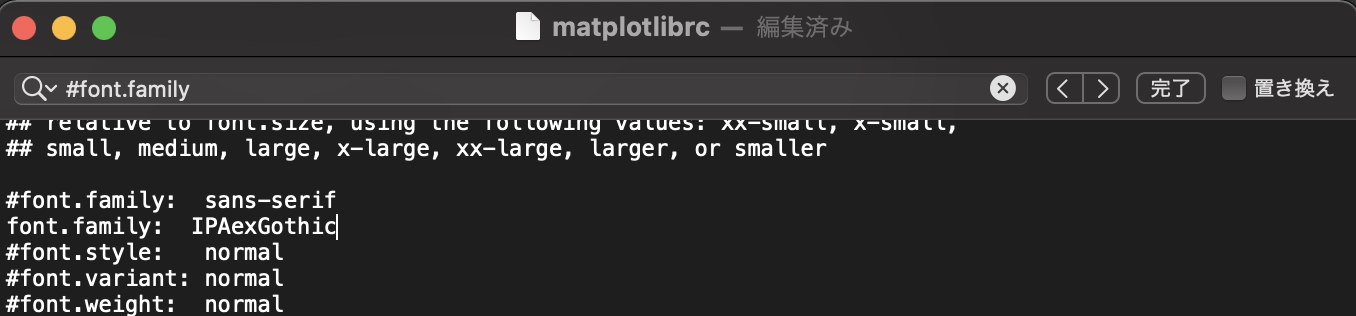 matplotlibrc — 編集済み
#font.family
完了
置き換え
## relative to font.size, using the following values: xx-small, x-small,
## small, medium, large, x-large, xx-large, larger, or smaller
#font.family:  sans-serif
font.family:  IPAexGothic
#font.style:   normal
#font.variant: normal
#font.weight:  normal